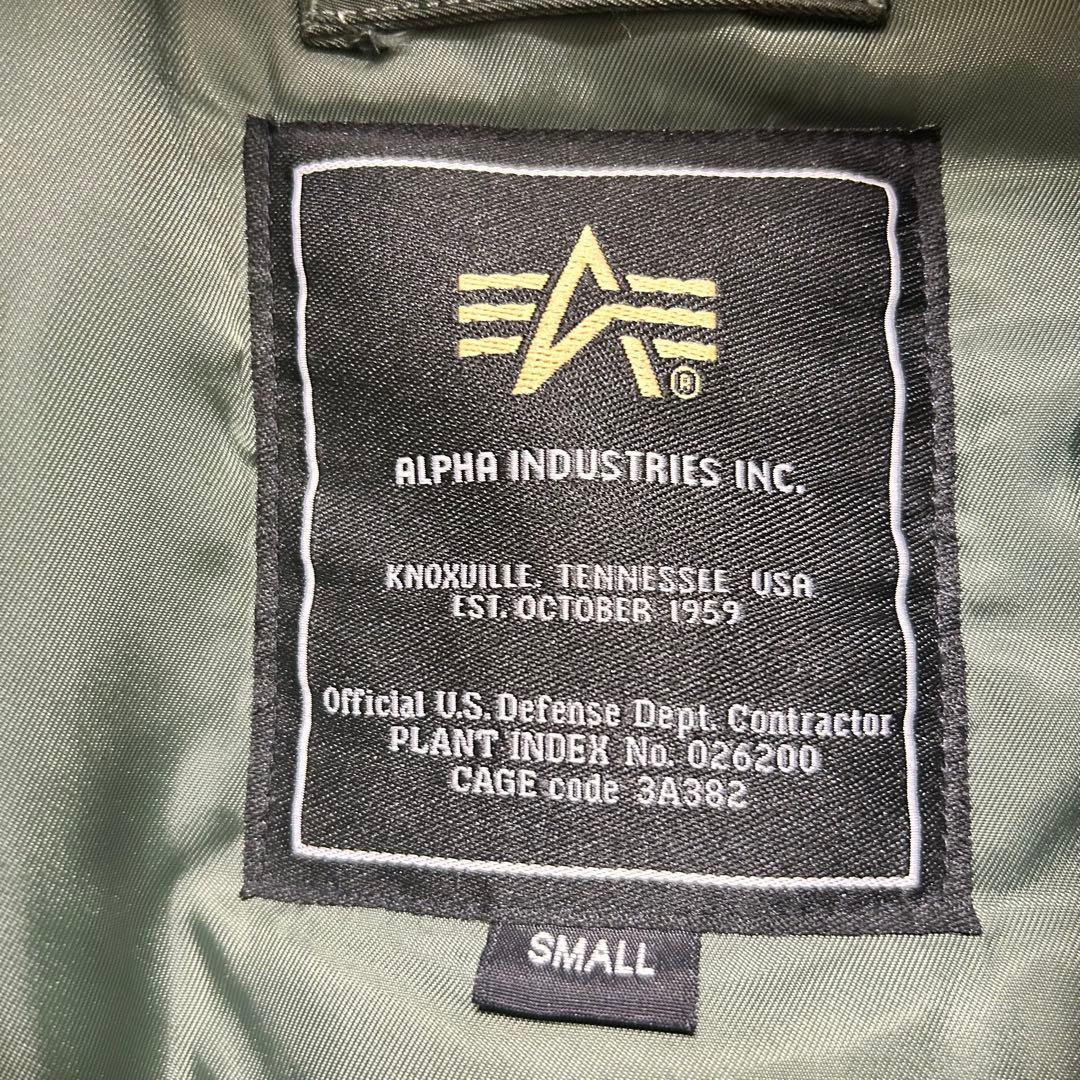 ®
ALPHA INDUSTRIES INC.
KNOXVILLE, TENNESSEE USA
EST. OCTOBER 1959
Official U.S. Defense Dept. Contractor
PLANT INDEX No. 026200
CAGE code 3A382
SMALL